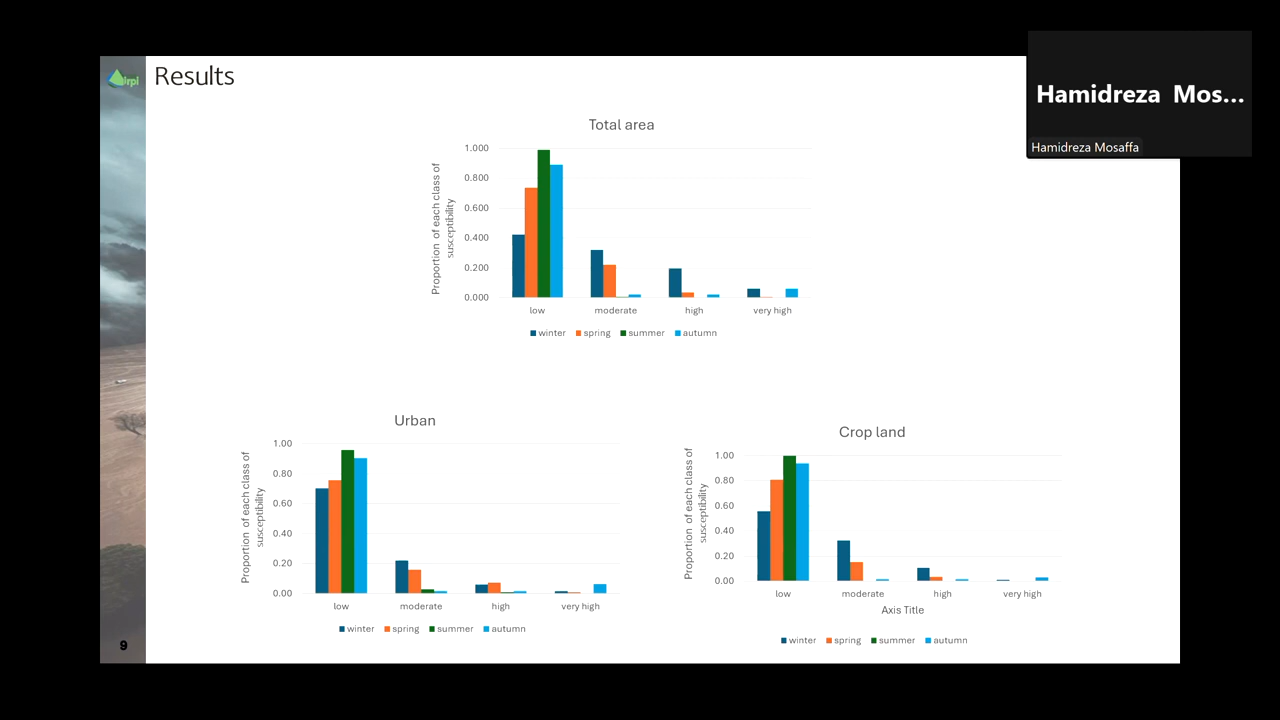 Results
Hamidreza Mos...
Hamidreza Mosaffa
irpi
Total area
Proportion of each class of
susceptibility
1.000
0.800
0.600
0.400
0.200
0.000
low moderate high very high
winter spring summer autumn
Urban
Proportion of each class of
susceptibility
1.00
0.80
0.60
0.40
0.20
0.00
low moderate high very high
winter spring summer autumn
Crop land
Proportion of each class of
susceptibility
1.00
0.80
0.60
0.40
0.20
0.00
low moderate high very high
Axis Title
winter spring summer autumn
9